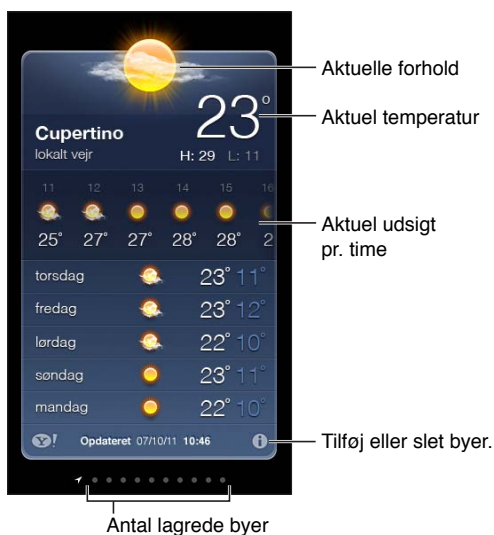 Aktuelle forhold
23°
Aktuel temperatur
Cupertino
lokalt vejr
H: 29 L: 11
11 12 13 14 15 16
25° 27° 27° 28° 28° 2
Aktuel udsigt
pr. time
torsdag 23° 11°
fredag 23° 12°
lørdag 22° 10°
søndag 23° 11°
mandag 22° 10°
Y! Opdateret 07/10/11 10:46 i
Tilføj eller slet byer.
Antal lagrede byer